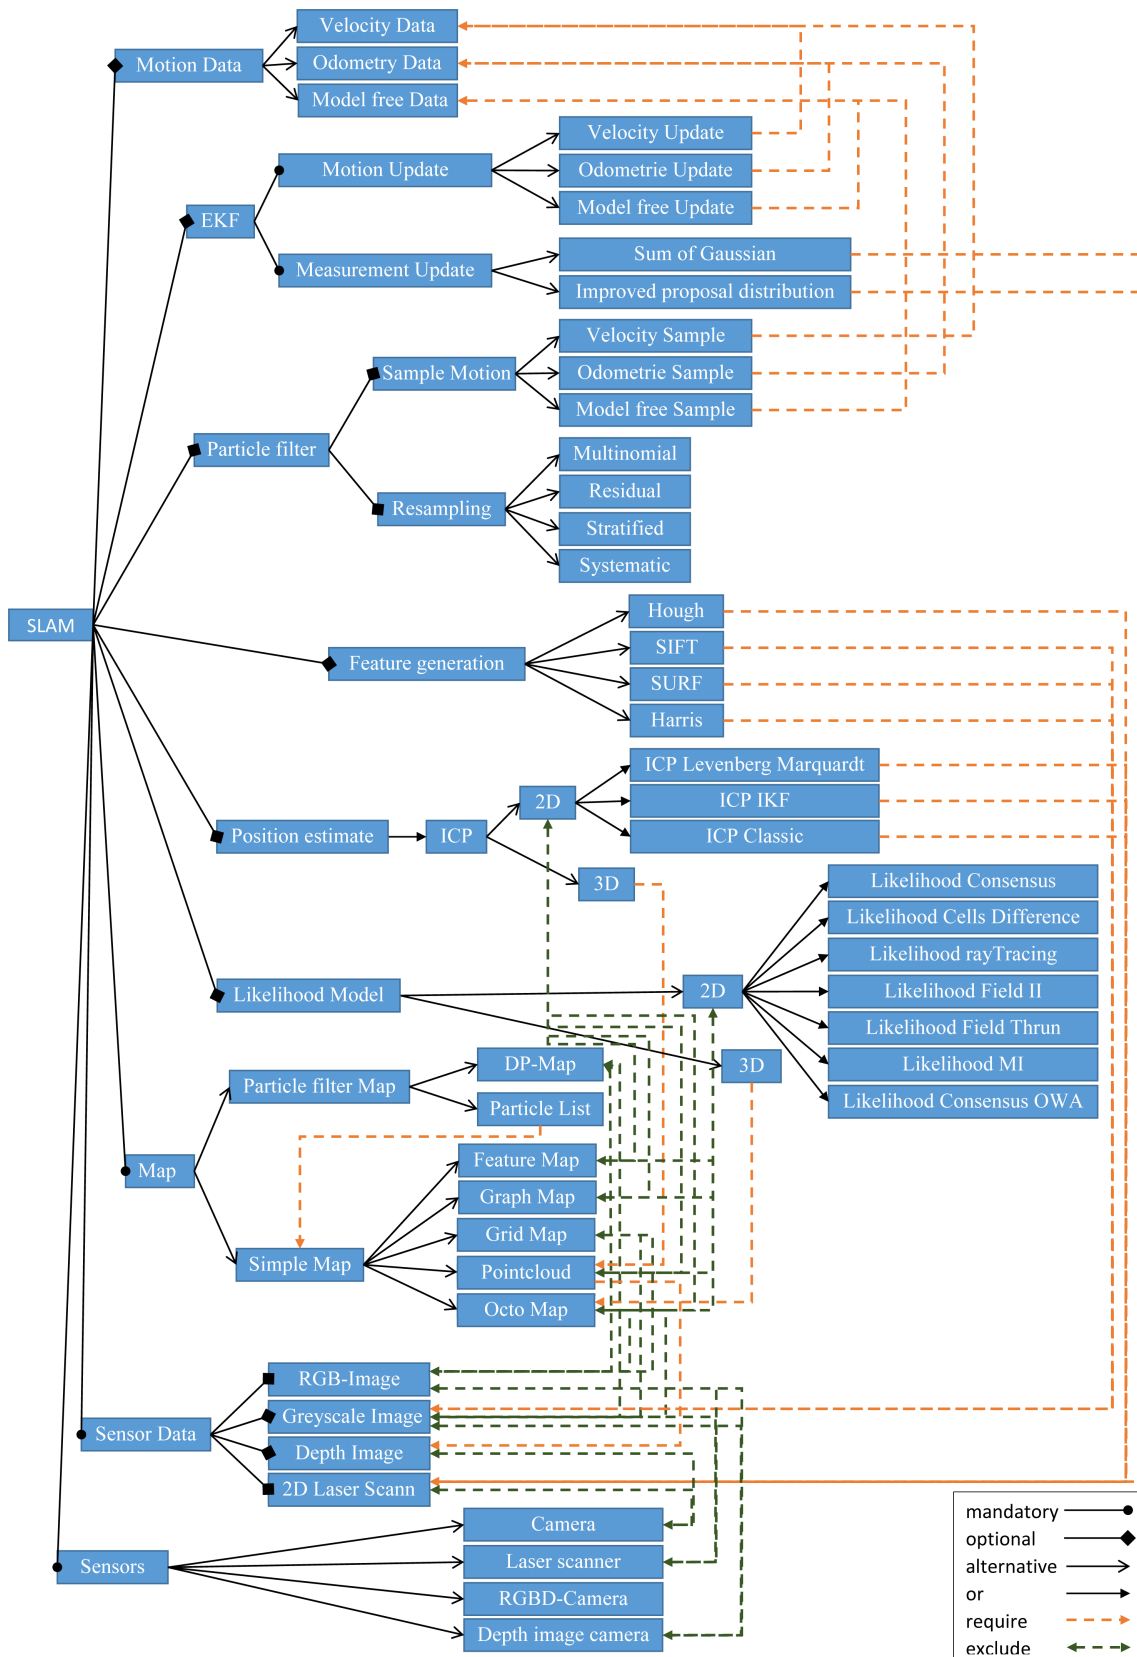 Velocity Data
Motion Data
Odometry Data
Model free Data
Velocity Update
Motion Update
Odometrie Update
Model free Update
EKF
Sum of Gaussian
Measurement Update
Improved proposal distribution
Velocity Sample
Sample Motion
Odometrie Sample
Model free Sample
Particle filter
Multinomial
Residual
Resampling
Stratified
Systematic
SLAM
Hough
SIFT
Feature generation
SURF
Harris
ICP Levenberg Marquardt
2D
ICP IKF
Position estimate
ICP
ICP Classic
3D
Likelihood Consensus
Likelihood Cells Difference
Likelihood rayTracing
Likelihood Model
2D
Likelihood Field II
Likelihood Field Thrun
3D
Likelihood MI
Likelihood Consensus OWA
DP-Map
Particle filter Map
Particle List
Map
Feature Map
Graph Map
Grid Map
Simple Map
Pointcloud
Octo Map
RGB-Image
Greyscale Image
Sensor Data
Depth Image
2D Laser Scann
Camera
Sensors
Laser scanner
RGBD-Camera
Depth image camera
mandatory
optional
alternative
or
require
exclude